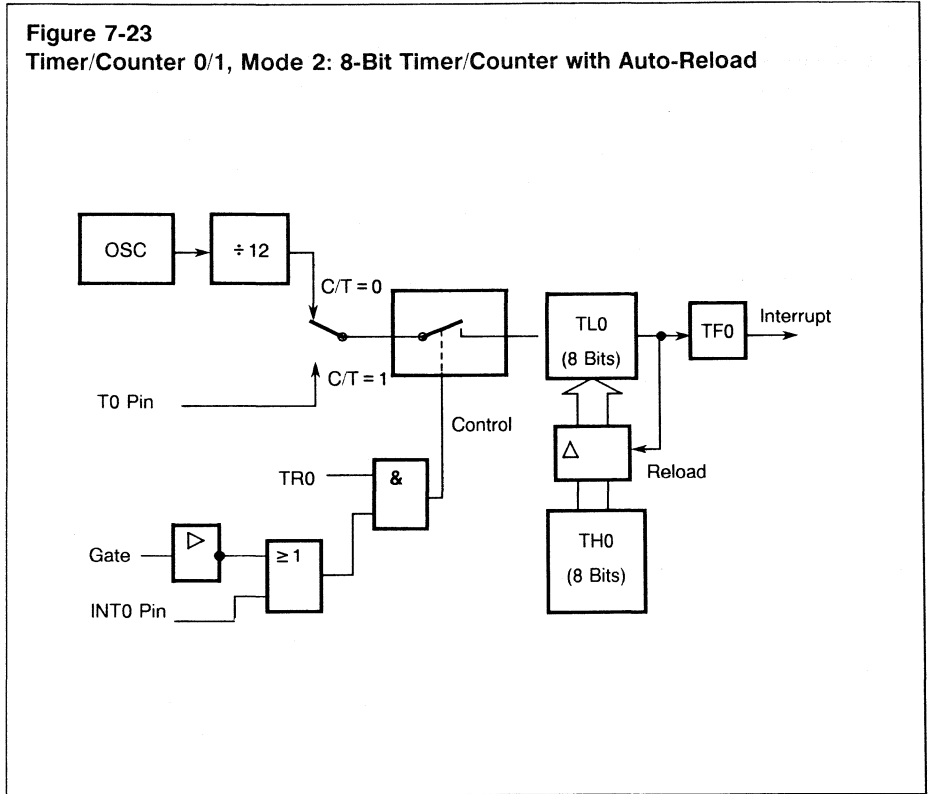 Figure 7-23
Timer/Counter 0/1, Mode 2: 8-Bit Timer/Counter with Auto-Reload
OSC
÷ 12
C/T = 0
C/T = 1
T0 Pin
TL0
(8 Bits)
TF0
Interrupt
Control
Reload
TR0
&
Gate
≥ 1
INT0 Pin
TH0
(8 Bits)